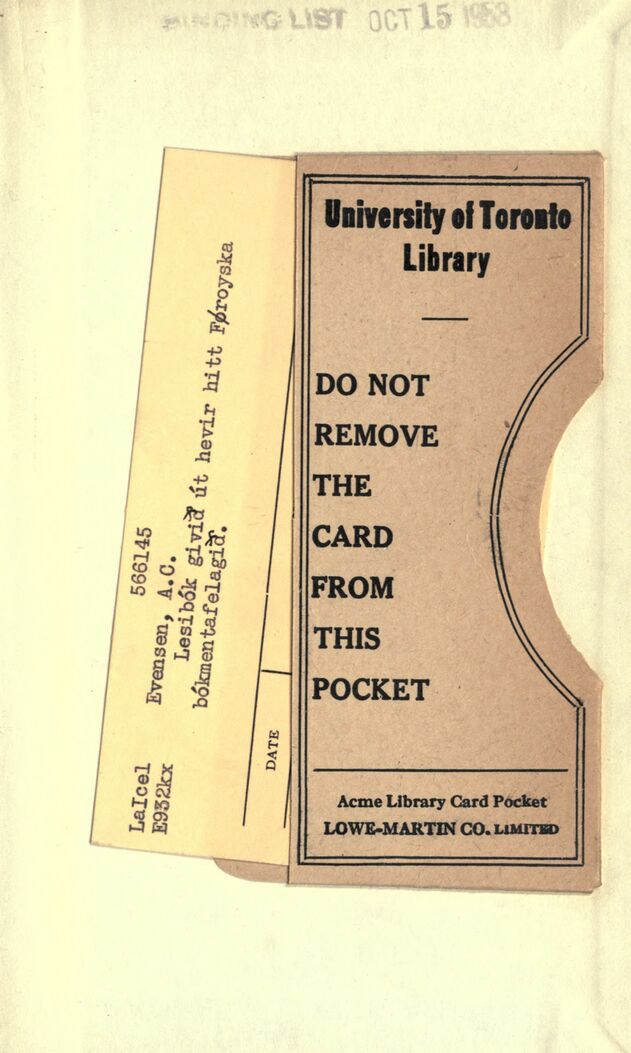 BINDING LIST OCT 15 1958
University of Toronto
Library
DO NOT
REMOVE
THE
CARD
FROM
THIS
POCKET
Acme Library Card Pocket
LOWE-MARTIN CO. LIMITED
LaIcel 566145
E932kx Evensen, A.C.
Lesibók givið út hevir hitt Føroyska
bókmentafelagið.
DATE